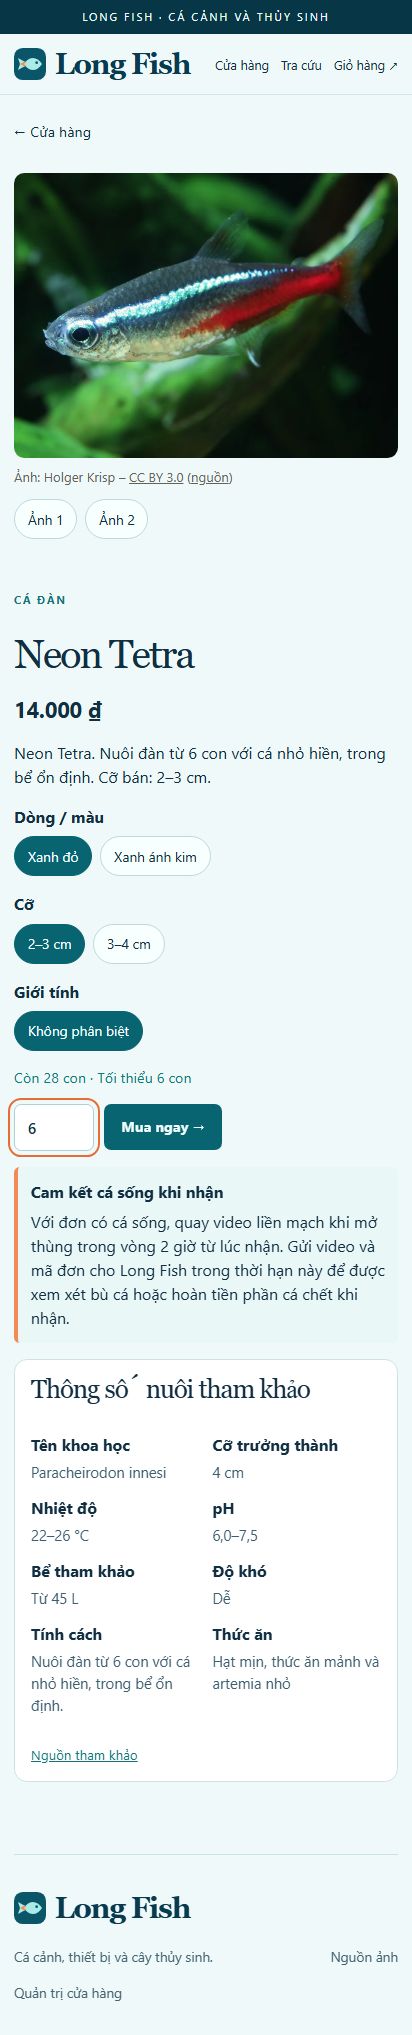 LONG FISH · CÁ CẢNH VÀ THỦY SINH
Long Fish
Cửa hàng Tra cứu Giỏ hàng ↗
← Cửa hàng
Ảnh: Holger Krisp – CC BY 3.0 (nguồn)
Ảnh 1 Ảnh 2
CÁ ĐÀN
Neon Tetra
14.000 ₫
Neon Tetra. Nuôi đàn từ 6 con với cá nhỏ hiền, trong
bể ổn định. Cỡ bán: 2–3 cm.
Dòng / màu
Xanh đỏ Xanh ánh kim
Cỡ
2–3 cm 3–4 cm
Giới tính
Không phân biệt
Còn 28 con · Tối thiểu 6 con
6 Mua ngay →
Cam kết cá sống khi nhận
Với đơn có cá sống, quay video liền mạch khi mở
thùng trong vòng 2 giờ từ lúc nhận. Gửi video và
mã đơn cho Long Fish trong thời hạn này để được
xem xét bù cá hoặc hoàn tiền phần cá chết khi
nhận.
Thông số nuôi tham khảo
Tên khoa học Cỡ trưởng thành
Paracheirodon innesi 4 cm
Nhiệt độ pH
22–26 °C 6,0–7,5
Bể tham khảo Độ khó
Từ 45 L Dễ
Tính cách Thức ăn
Nuôi đàn từ 6 con với cá Hạt mịn, thức ăn mảnh và
nhỏ hiền, trong bể ổn artemia nhỏ
định.
Nguồn tham khảo
Long Fish
Cá cảnh, thiết bị và cây thủy sinh. Nguồn ảnh
Quản trị cửa hàng